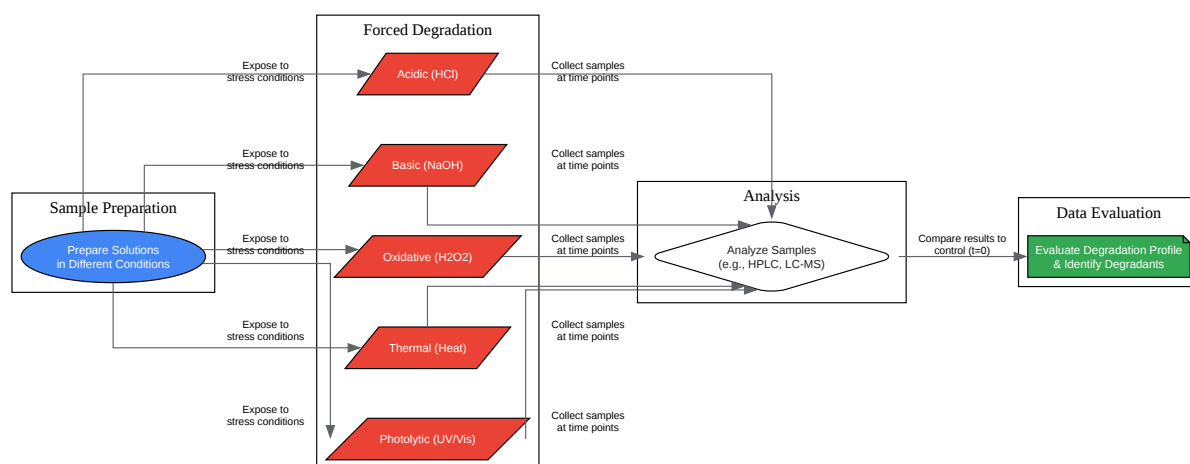 Forced Degradation
Expose to
stress conditions
Acidic (HCl)
Collect samples
at time points
Expose to
stress conditions
Basic (NaOH)
Collect samples
at time points
Sample Preparation
Prepare Solutions
in Different Conditions
Expose to
stress conditions
Oxidative (H2O2)
Collect samples
at time points
Analysis
Analyze Samples
(e.g., HPLC, LC-MS)
Compare results to
control (t=0)
Data Evaluation
Evaluate Degradation Profile
& Identify Degradants
Expose to
stress conditions
Thermal (Heat)
Collect samples
at time points
Expose to
stress conditions
Photolytic (UV/Vis)
Collect samples
at time points